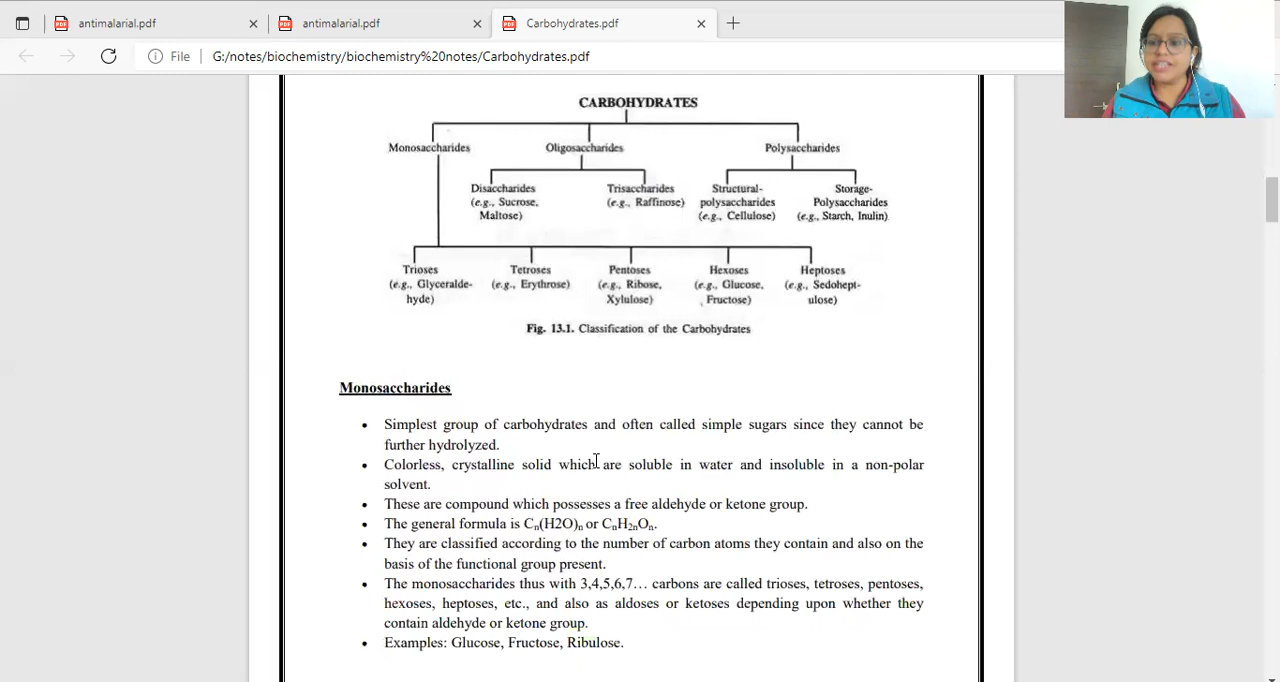 antimalarial.pdf
antimalarial.pdf
Carbohydrates.pdf
File
G:/notes/biochemistry/biochemistry%20notes/Carbohydrates.pdf
CARBOHYDRATES
Monosaccharides
Oligosaccharides
Polysaccharides
Disaccharides
(e.g., Sucrose,
Maltose)
Trisaccharides
(e.g., Raffinose)
Structural-
polysaccharides
(e.g., Cellulose)
Storage-
Polysaccharides
(e.g., Starch, Inulin)
Trioses
(e.g., Glyceralde-
hyde)
Tetroses
(e.g., Erythrose)
Pentoses
(e.g., Ribose,
Xylulose)
Hexoses
(e.g., Glucose,
Fructose)
Heptoses
(e.g., Sedohept-
ulose)
Fig. 13.1. Classification of the Carbohydrates
Monosaccharides
• Simplest group of carbohydrates and often called simple sugars since they cannot be
further hydrolyzed.
• Colorless, crystalline solid which are soluble in water and insoluble in a non-polar
solvent.
• These are compound which possesses a free aldehyde or ketone group.
• The general formula is Cn(H2O)n or CnH2nOn.
• They are classified according to the number of carbon atoms they contain and also on the
basis of the functional group present.
• The monosaccharides thus with 3,4,5,6,7… carbons are called trioses, tetroses, pentoses,
hexoses, heptoses, etc., and also as aldoses or ketoses depending upon whether they
contain aldehyde or ketone group.
• Examples: Glucose, Fructose, Ribulose.